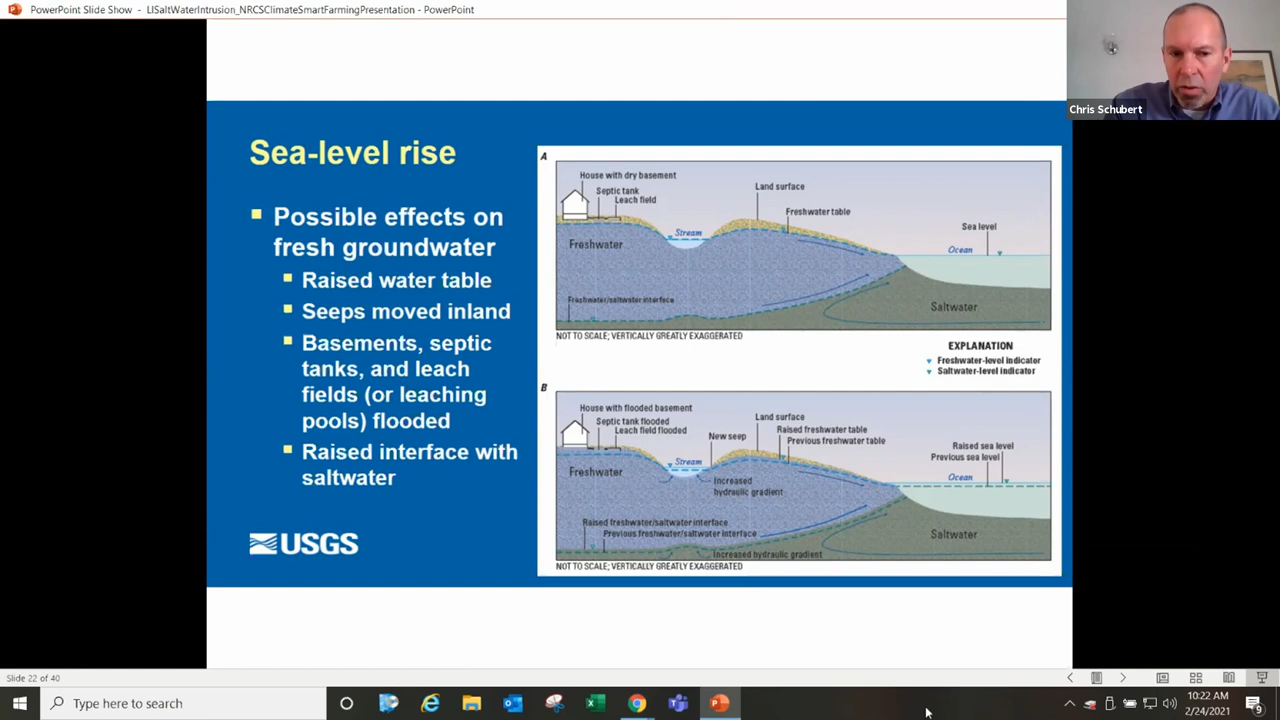 PowerPoint Slide Show - LISaltWaterIntrusion_NRCSClimateSmartFarmingPresentation - PowerPoint
Chris Schubert
Sea-level rise
Possible effects on
fresh groundwater
Raised water table
Seeps moved inland
Basements, septic
tanks, and leach
fields (or leaching
pools) flooded
Raised interface with
saltwater
USGS
A
House with dry basement
Septic tank
Leach field
Land surface
Stream
Freshwater table
Sea level
Freshwater
Ocean
Freshwater/saltwater interface
Saltwater
NOT TO SCALE; VERTICALLY GREATLY EXAGGERATED
EXPLANATION
Freshwater-level indicator
Saltwater-level indicator
B
House with flooded basement
Septic tank flooded
Leach field flooded
New seep
Land surface
Raised freshwater table
Previous freshwater table
Raised sea level
Previous sea level
Stream
Freshwater
Increased
hydraulic gradient
Ocean
Raised freshwater/saltwater interface
Previous freshwater/saltwater interface
Saltwater
Increased hydraulic gradient
NOT TO SCALE; VERTICALLY GREATLY EXAGGERATED
Slide 22 of 40
Type here to search
10:22 AM
2/24/2021
9